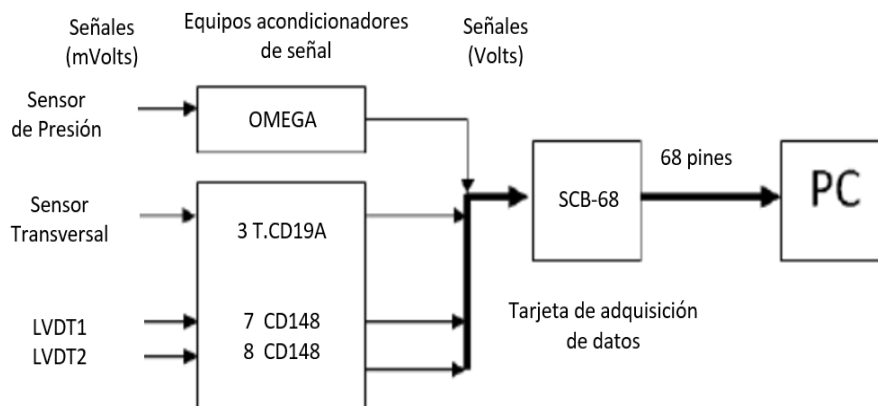 Señales
(mVolts)
Equipos acondicionadores
de señal
Señales
(Volts)
Sensor
de Presión
OMEGA
68 pines
SCB-68
PC
Sensor
Transversal
3 T.CD19A
Tarjeta de adquisición
de datos
LVDT1
7 CD148
LVDT2
8 CD148